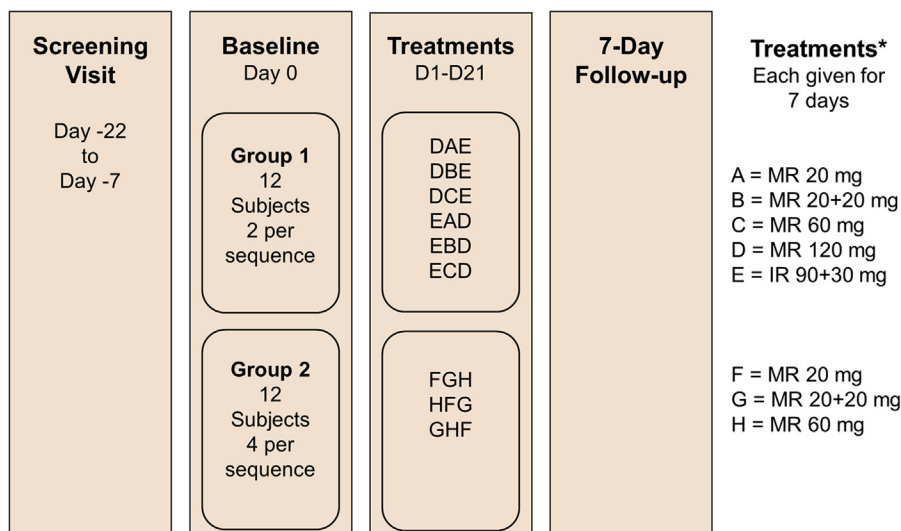 Screening
Visit
Day -22
to
Day -7
Baseline
Day 0
Group 1
12
Subjects
2 per
sequence
Group 2
12
Subjects
4 per
sequence
Treatments
D1-D21
DAE
DBE
DCE
EAD
EBD
ECD
FGH
HFG
GHF
7-Day
Follow-up
Treatments*
Each given for
7 days
A = MR 20 mg
B = MR 20+20 mg
C = MR 60 mg
D = MR 120 mg
E = IR 90+30 mg
F = MR 20 mg
G = MR 20+20 mg
H = MR 60 mg